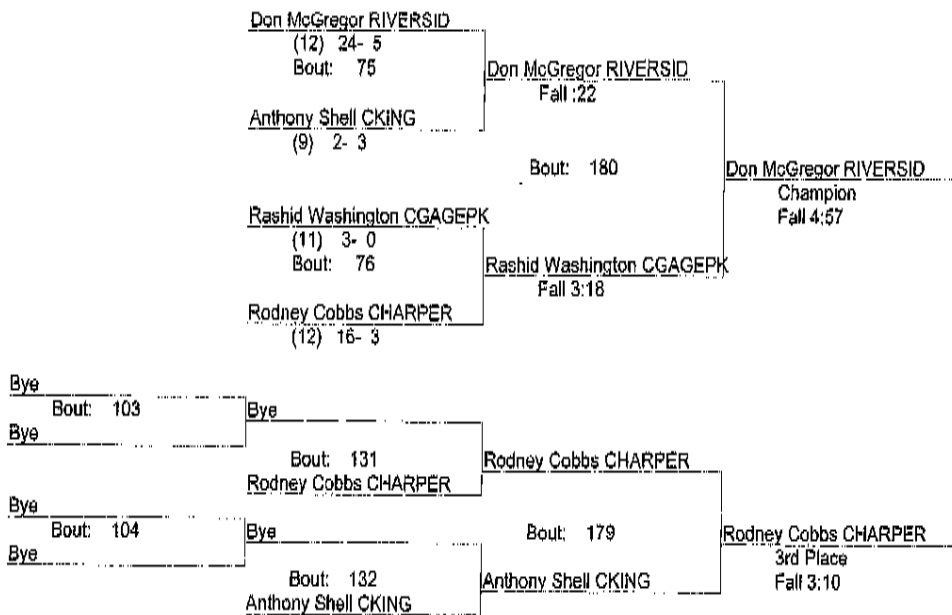 Don McGregor RIVERSID
(12) 24- 5
Bout: 75
Don McGregor RIVERSID
Fall :22
Anthony Shell CKING
(9) 2- 3
Bout: 180
Don McGregor RIVERSID
Champion
Fall 4:57
Rashid Washington CGAGEPK
(11) 3- 0
Bout: 76
Rashid Washington CGAGEPK
Fall 3:18
Rodney Cobbs CHARPER
(12) 16- 3
Bye
Bout: 103
Bye
Bye
Bout: 131
Rodney Cobbs CHARPER
Rodney Cobbs CHARPER
Bye
Bout: 104
Bye
Bye
Bout: 179
Rodney Cobbs CHARPER
3rd Place
Fall 3:10
Bout: 132
Anthony Shell CKING
Anthony Shell CKING